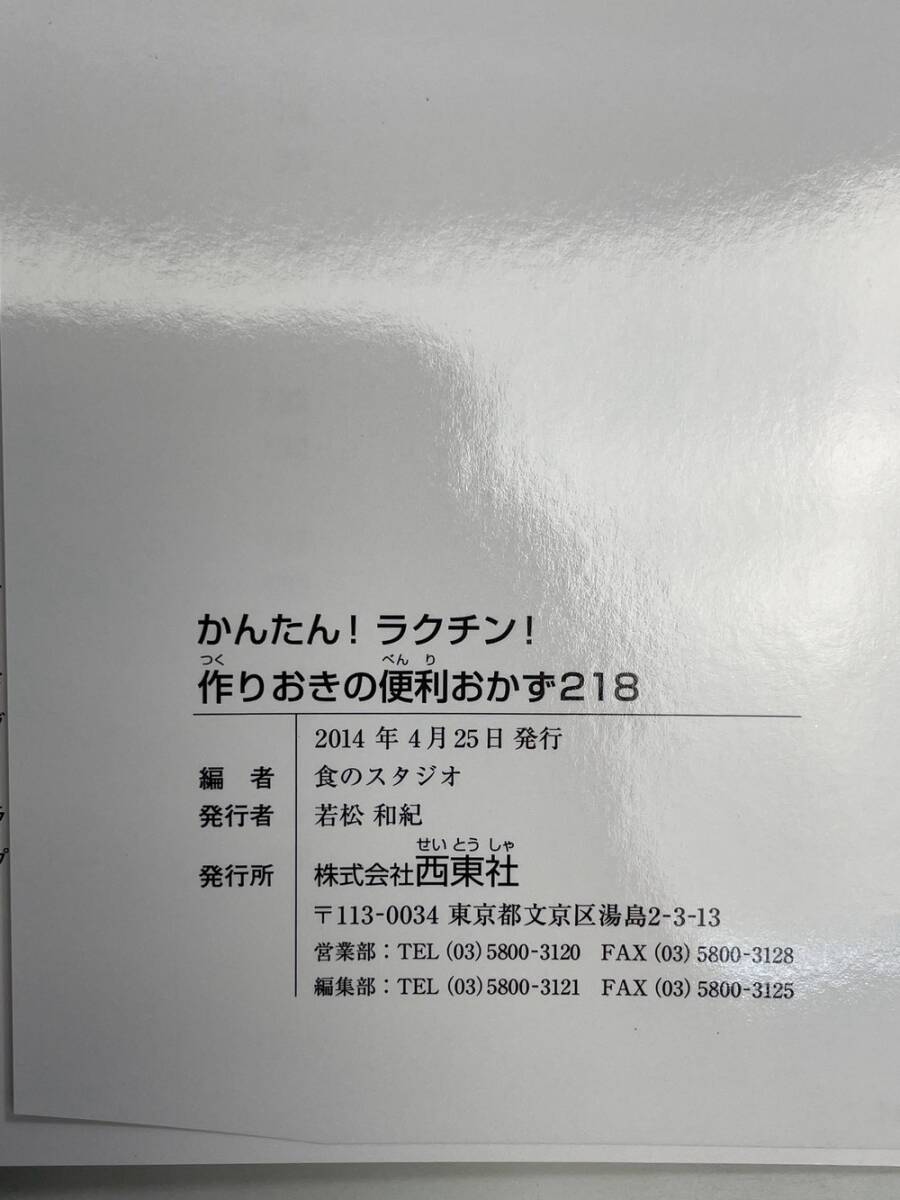 かんたん！ラクチン！
つく べん り
作りおきの便利おかず218
2014 年 4月25日 発行
編 者 食のスタジオ
発行者 若松 和紀
せい とう しゃ
発行所 株式会社西東社
〒113-0034 東京都文京区湯島2-3-13
営業部：TEL (03) 5800-3120 FAX (03) 5800-3128
編集部：TEL (03) 5800-3121 FAX (03) 5800-3125